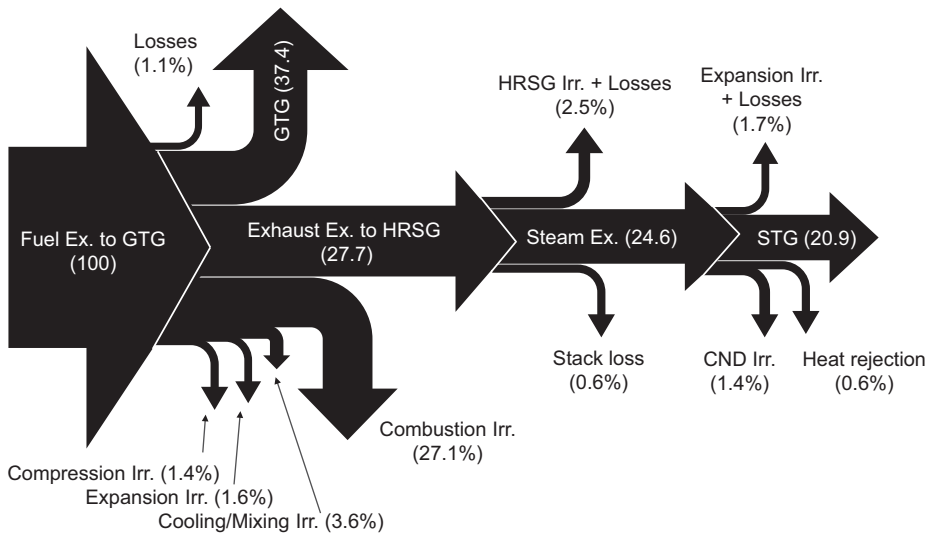 Losses
(1.1%)
GTG (37.4)
HRSG Irr. + Losses
(2.5%)
Expansion Irr.
+ Losses
(1.7%)
Fuel Ex. to GTG
(100)
Exhaust Ex. to HRSG
(27.7)
Steam Ex. (24.6)
STG (20.9)
Stack loss
(0.6%)
CND Irr.
(1.4%)
Heat rejection
(0.6%)
Combustion Irr.
(27.1%)
Compression Irr. (1.4%)
Expansion Irr. (1.6%)
Cooling/Mixing Irr. (3.6%)